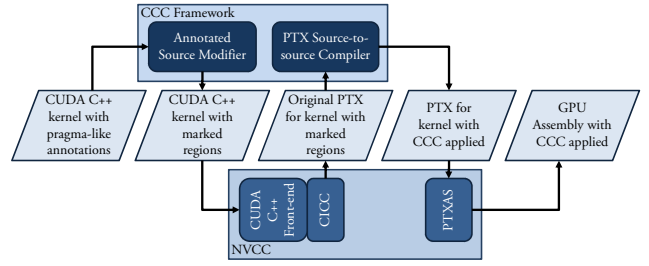 CCC Framework
Annotated
Source Modifier
PTX Source-to-
source Compiler
CUDA C++
kernel with
pragma-like
annotations
CUDA C++
kernel with
marked
regions
Original PTX
for kernel with
marked
regions
PTX for
kernel with
CCC applied
GPU
Assembly with
CCC applied
CUDA
C++
Front-end
CICC
PTXAS
NVCC